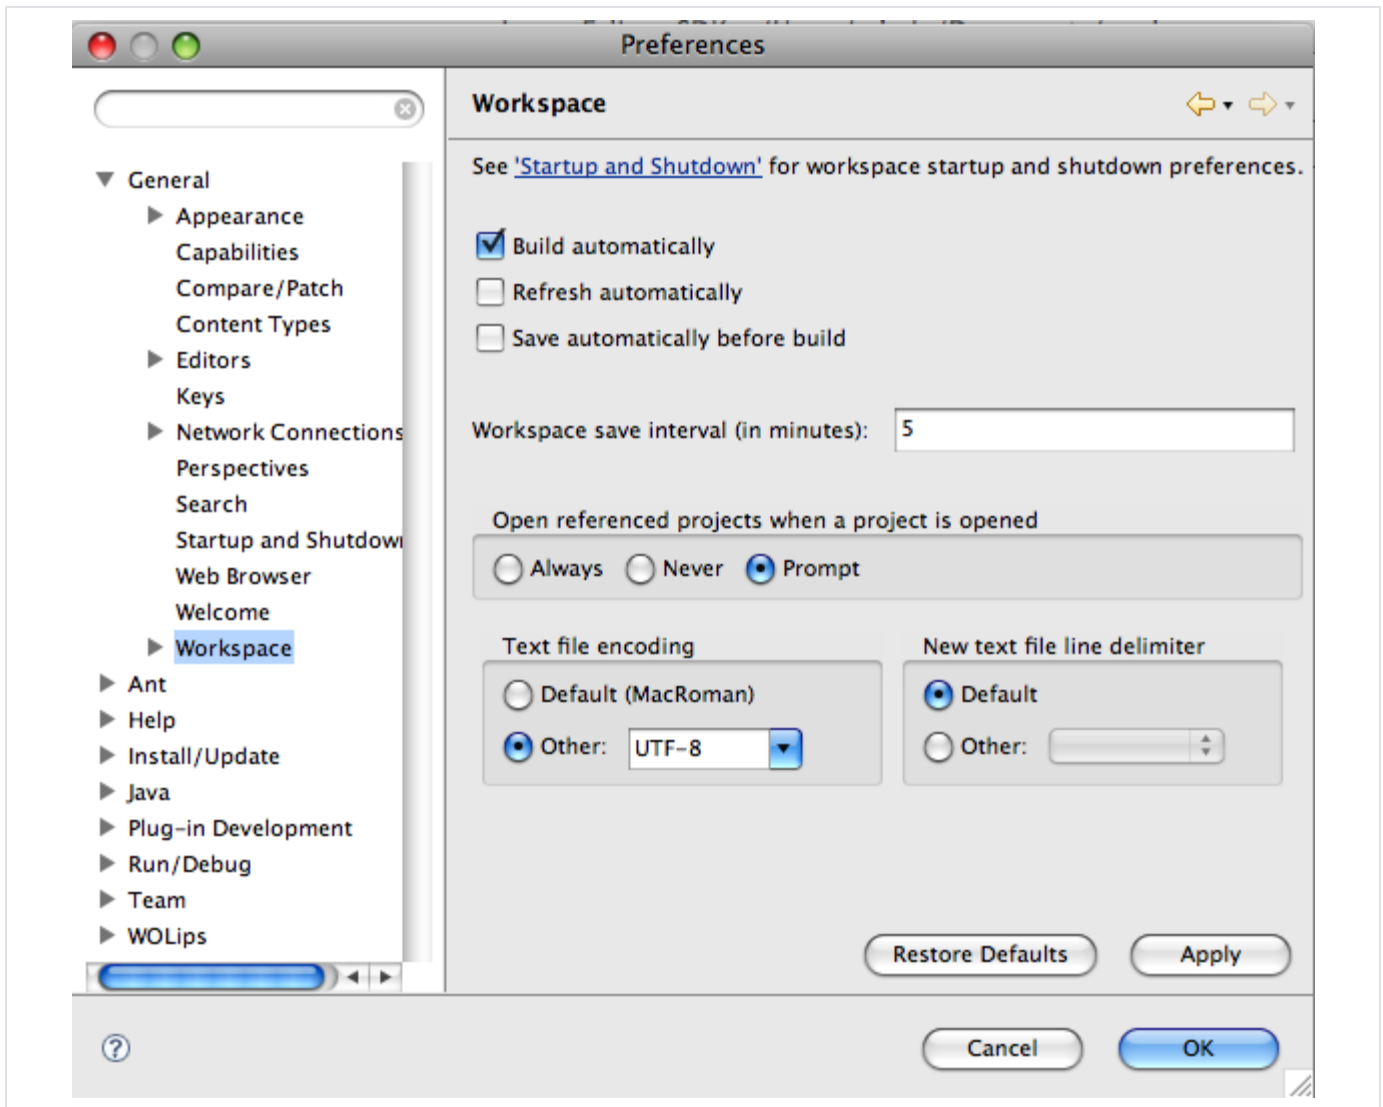 Preferences
General
Appearance
Capabilities
Compare/Patch
Content Types
Editors
Keys
Network Connections
Perspectives
Search
Startup and Shutdow
Web Browser
Welcome
Workspace
Ant
Help
Install/Update
Java
Plug-in Development
Run/Debug
Team
WOLips
Workspace
See 'Startup and Shutdown' for workspace startup and shutdown preferences.
Build automatically
Refresh automatically
Save automatically before build
Workspace save interval (in minutes): 5
Open referenced projects when a project is opened
Always Never Prompt
Text file encoding
Default (MacRoman)
Other: UTF-8
New text file line delimiter
Default
Other:
Restore Defaults Apply
? Cancel OK